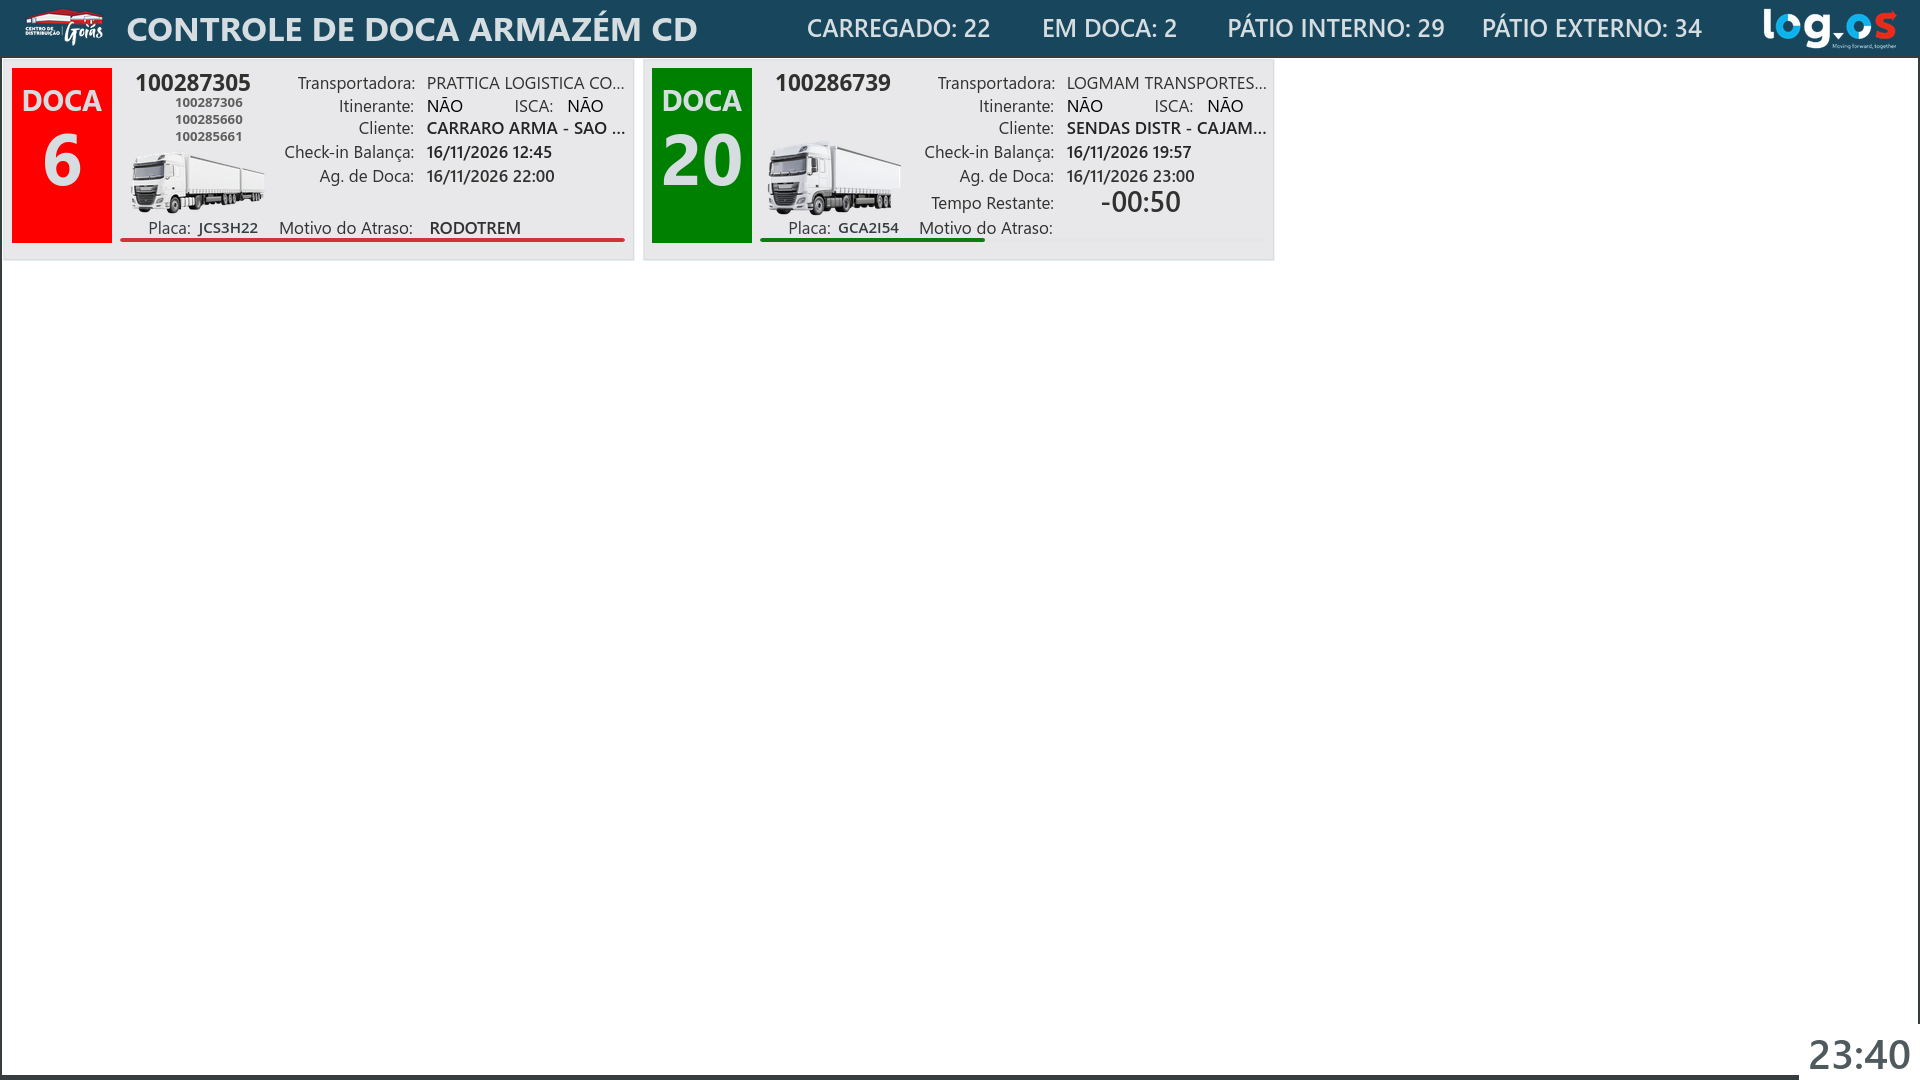 CENTRO DE DISTRIBUIÇÃO Goiás
CONTROLE DE DOCA ARMAZÉM CD
CARREGADO: 22
EM DOCA: 2
PÁTIO INTERNO: 29
PÁTIO EXTERNO: 34
log.os
Moving forward, together
DOCA
6
100287305
100287306
100285660
100285661
Transportadora: PRATTICA LOGISTICA CO...
Itinerante: NÃO ISCA: NÃO
Cliente: CARRARO ARMA - SAO ...
Check-in Balança: 16/11/2026 12:45
Ag. de Doca: 16/11/2026 22:00
Placa: JCS3H22 Motivo do Atraso: RODOTREM
DOCA
20
100286739
Transportadora: LOGMAM TRANSPORTES...
Itinerante: NÃO ISCA: NÃO
Cliente: SENDAS DISTR - CAJAM...
Check-in Balança: 16/11/2026 19:57
Ag. de Doca: 16/11/2026 23:00
Tempo Restante: -00:50
Placa: GCA2I54 Motivo do Atraso:
23:40